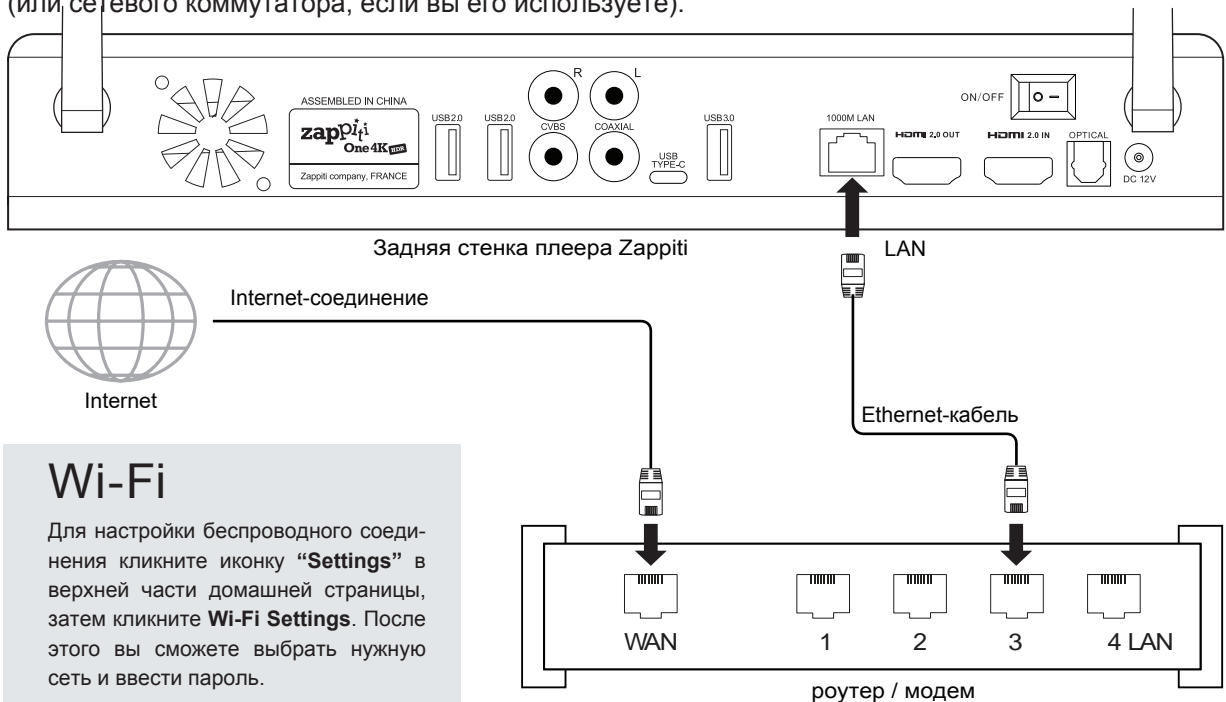 (или сетевого коммутатора, если вы его используете).
R L
ON/OFF
ASSEMBLED IN CHINA
zappiti
One 4K HDR
Zappiti company, FRANCE
USB2.0 USB2.0
CVBS COAXIAL
USB
TYPE-C
USB3.0
1000M LAN
HDMI 2.0 OUT HDMI 2.0 IN OPTICAL
DC 12V
Задняя стенка плеера Zappiti LAN
Internet-соединение
Internet
Ethernet-кабель
Wi-Fi
Для настройки беспроводного соеди-
нения кликните иконку “Settings” в
верхней части домашней страницы,
затем кликните Wi-Fi Settings. После
этого вы сможете выбрать нужную
сеть и ввести пароль.
WAN 1 2 3 4 LAN
роутер / модем